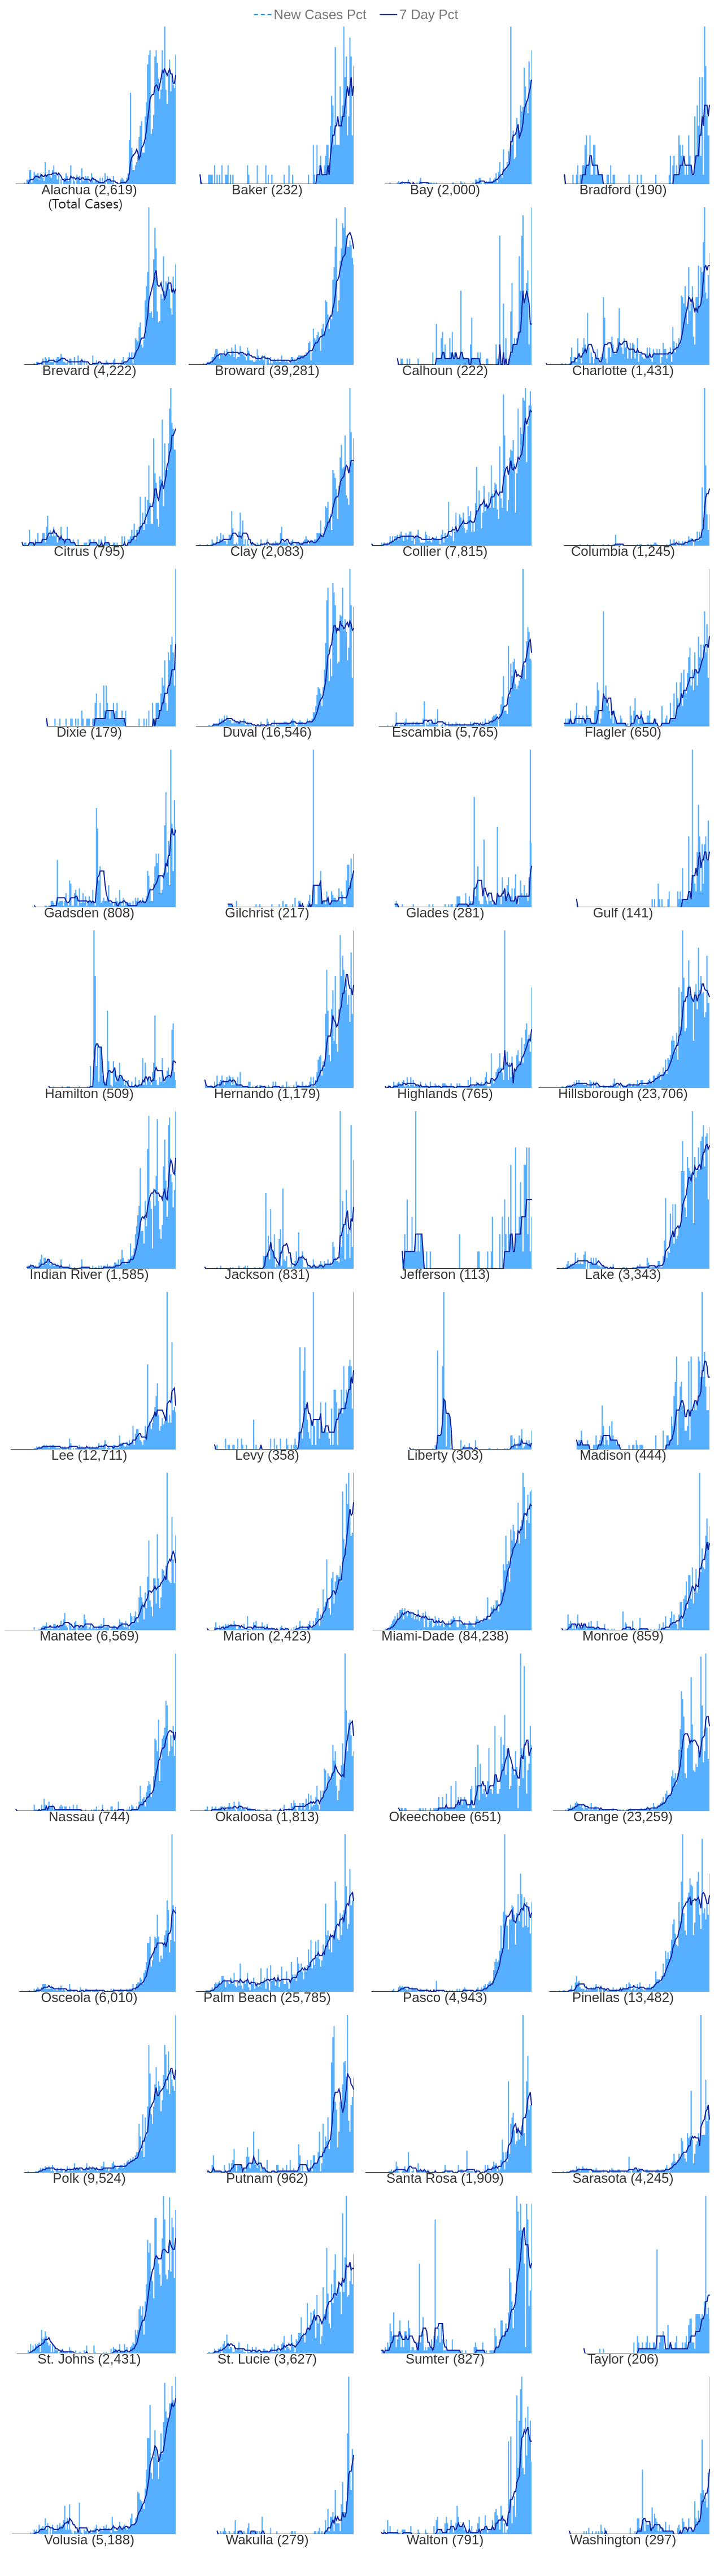 New Cases Pct 7 Day Pct
Alachua (2,619) Baker (232) Bay (2,000) Bradford (190)
(Total Cases)
Brevard (4,222) Broward (39,281) Calhoun (222) Charlotte (1,431)
Citrus (795) Clay (2,083) Collier (7,815) Columbia (1,245)
Dixie (179) Duval (16,546) Escambia (5,765) Flagler (650)
Gadsden (808) Gilchrist (217) Glades (281) Gulf (141)
Hamilton (509) Hernando (1,179) Highlands (765) Hillsborough (23,706)
Indian River (1,585) Jackson (831) Jefferson (113) Lake (3,343)
Lee (12,711) Levy (358) Liberty (303) Madison (444)
Manatee (6,569) Marion (2,423) Miami-Dade (84,238) Monroe (859)
Nassau (744) Okaloosa (1,813) Okeechobee (651) Orange (23,259)
Osceola (6,010) Palm Beach (25,785) Pasco (4,943) Pinellas (13,482)
Polk (9,524) Putnam (962) Santa Rosa (1,909) Sarasota (4,245)
St. Johns (2,431) St. Lucie (3,627) Sumter (827) Taylor (206)
Volusia (5,188) Wakulla (279) Walton (791) Washington (297)